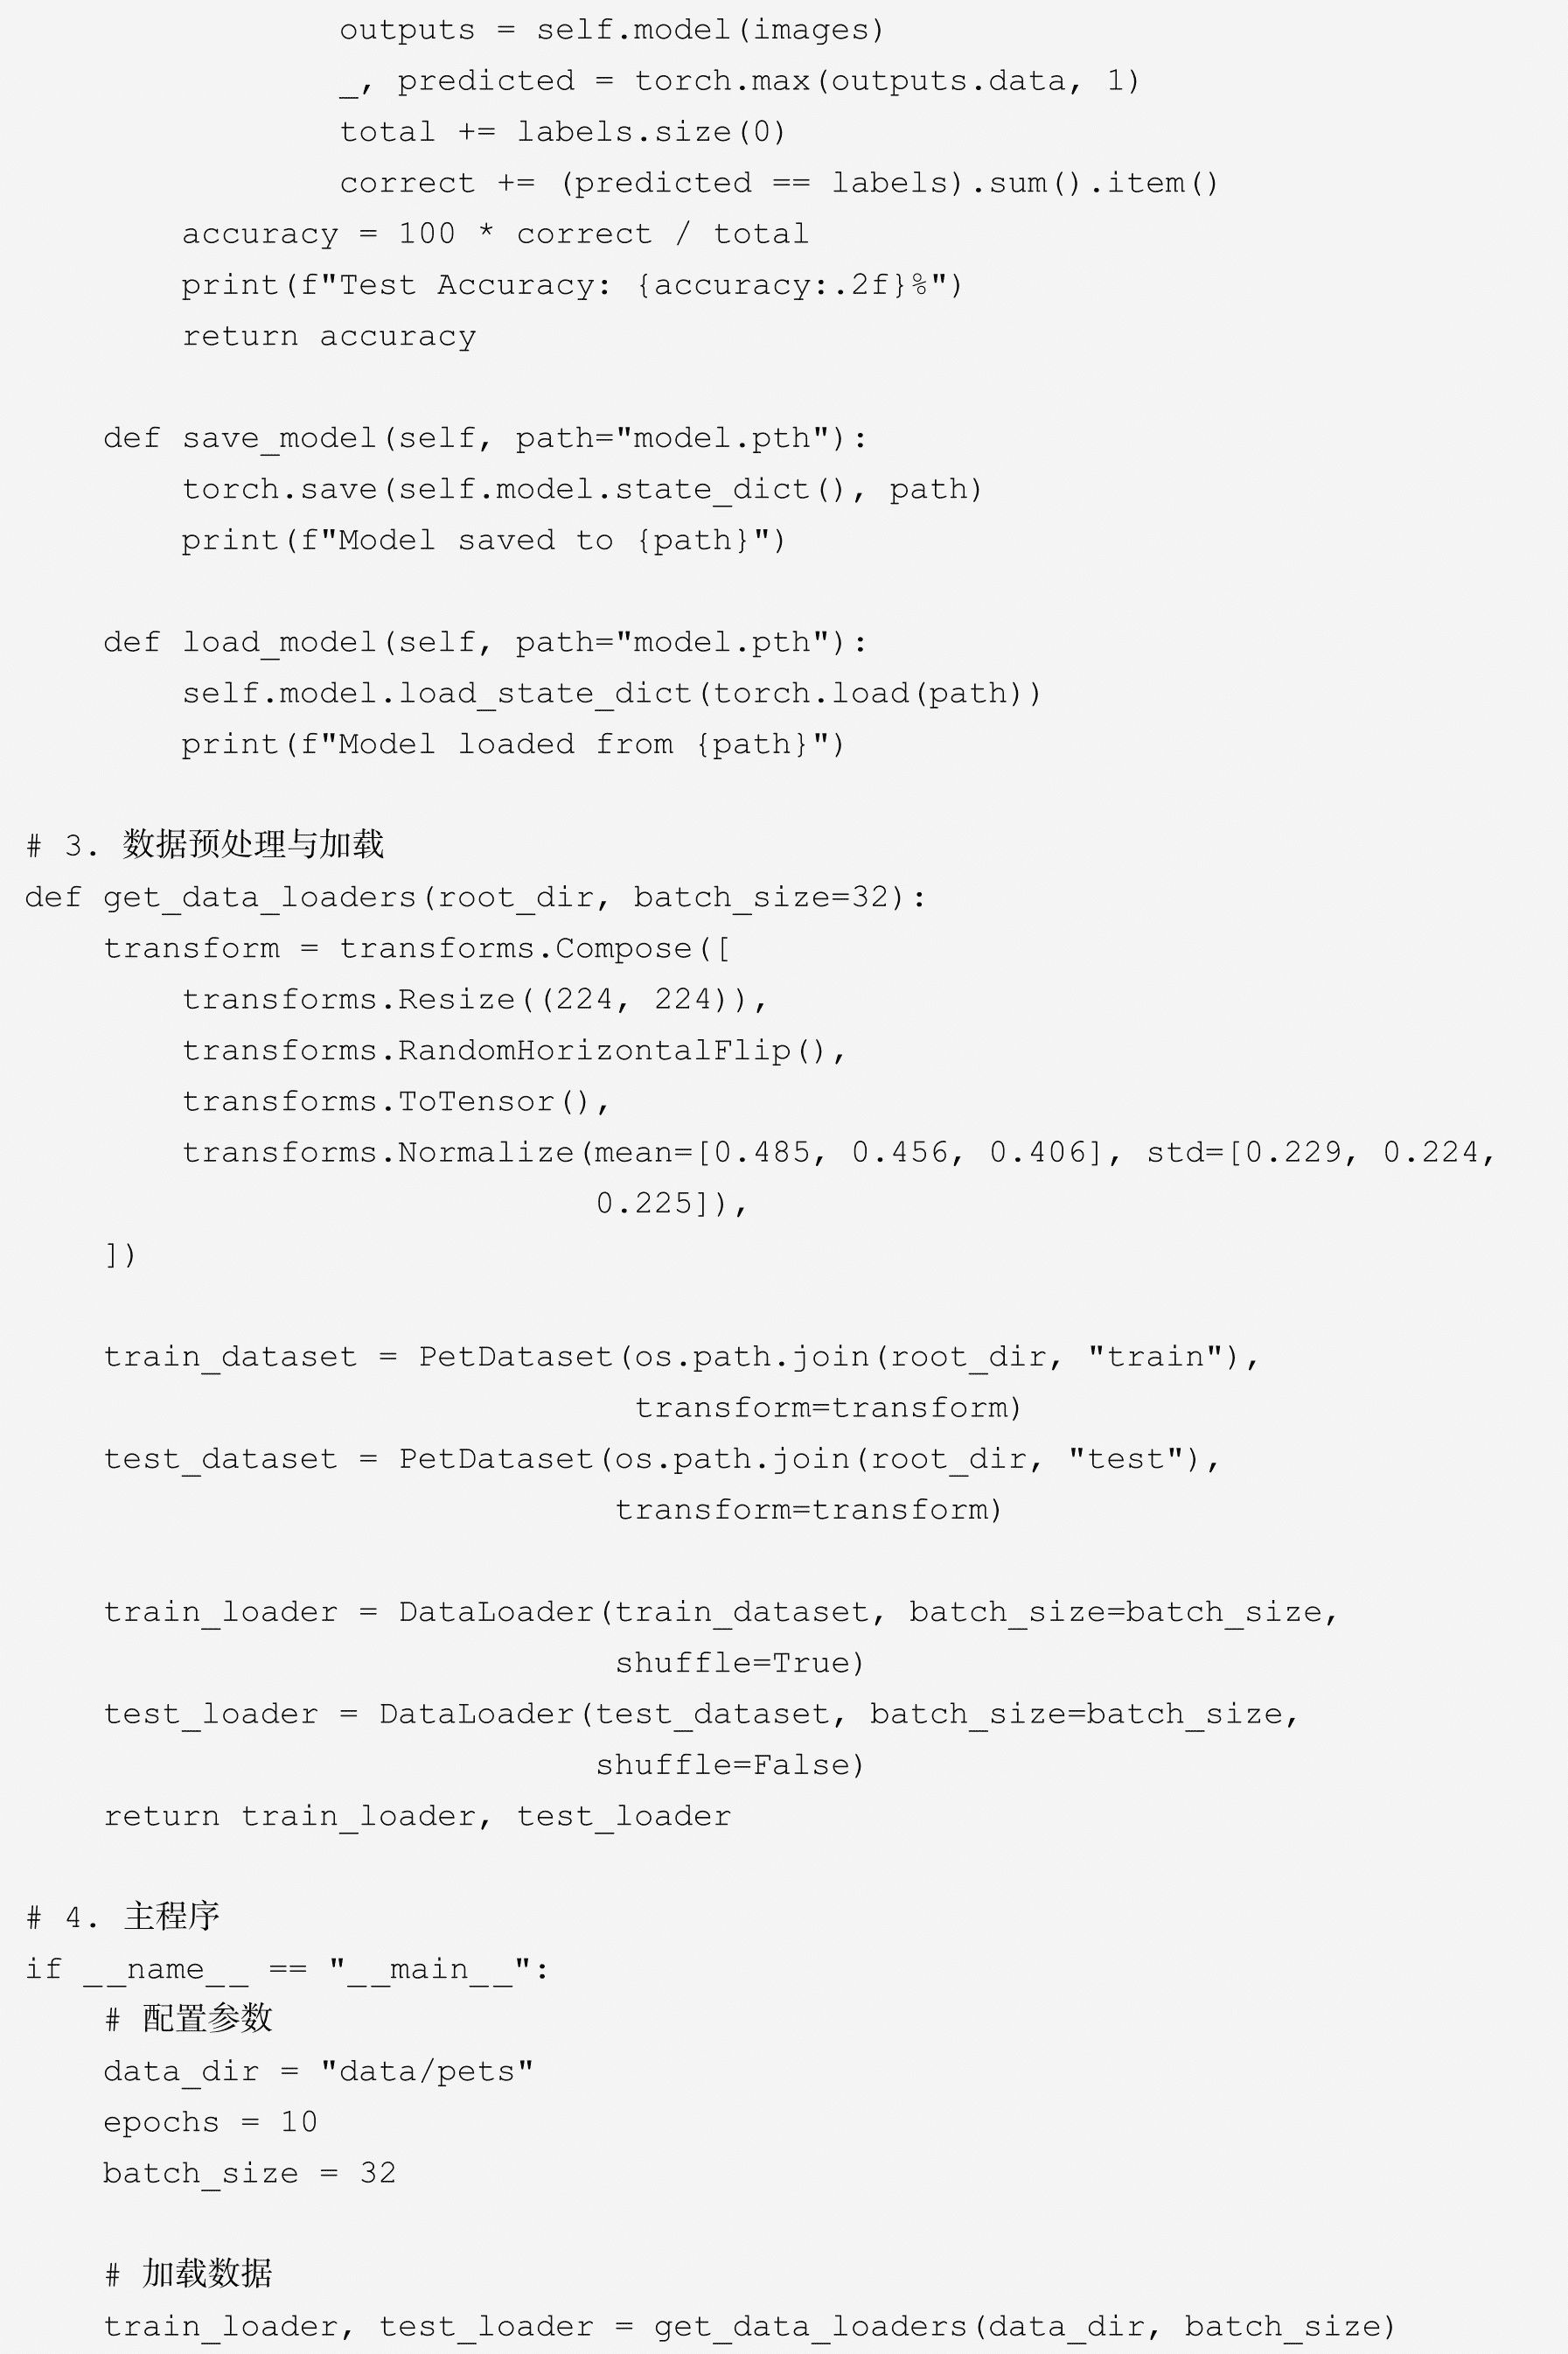 outputs = self.model(images)
                _, predicted = torch.max(outputs.data, 1)
                total += labels.size(0)
                correct += (predicted == labels).sum().item()
        accuracy = 100 * correct / total
        print(f"Test Accuracy: {accuracy:.2f}%")
        return accuracy

    def save_model(self, path="model.pth"):
        torch.save(self.model.state_dict(), path)
        print(f"Model saved to {path}")

    def load_model(self, path="model.pth"):
        self.model.load_state_dict(torch.load(path))
        print(f"Model loaded from {path}")

# 3. 数据预处理与加载
def get_data_loaders(root_dir, batch_size=32):
    transform = transforms.Compose([
        transforms.Resize((224, 224)),
        transforms.RandomHorizontalFlip(),
        transforms.ToTensor(),
        transforms.Normalize(mean=[0.485, 0.456, 0.406], std=[0.229, 0.224,
                             0.225]),
    ])

    train_dataset = PetDataset(os.path.join(root_dir, "train"),
                               transform=transform)
    test_dataset = PetDataset(os.path.join(root_dir, "test"),
                              transform=transform)

    train_loader = DataLoader(train_dataset, batch_size=batch_size,
                              shuffle=True)
    test_loader = DataLoader(test_dataset, batch_size=batch_size,
                             shuffle=False)
    return train_loader, test_loader

# 4. 主程序
if __name__ == "__main__":
    # 配置参数
    data_dir = "data/pets"
    epochs = 10
    batch_size = 32

    # 加载数据
    train_loader, test_loader = get_data_loaders(data_dir, batch_size)